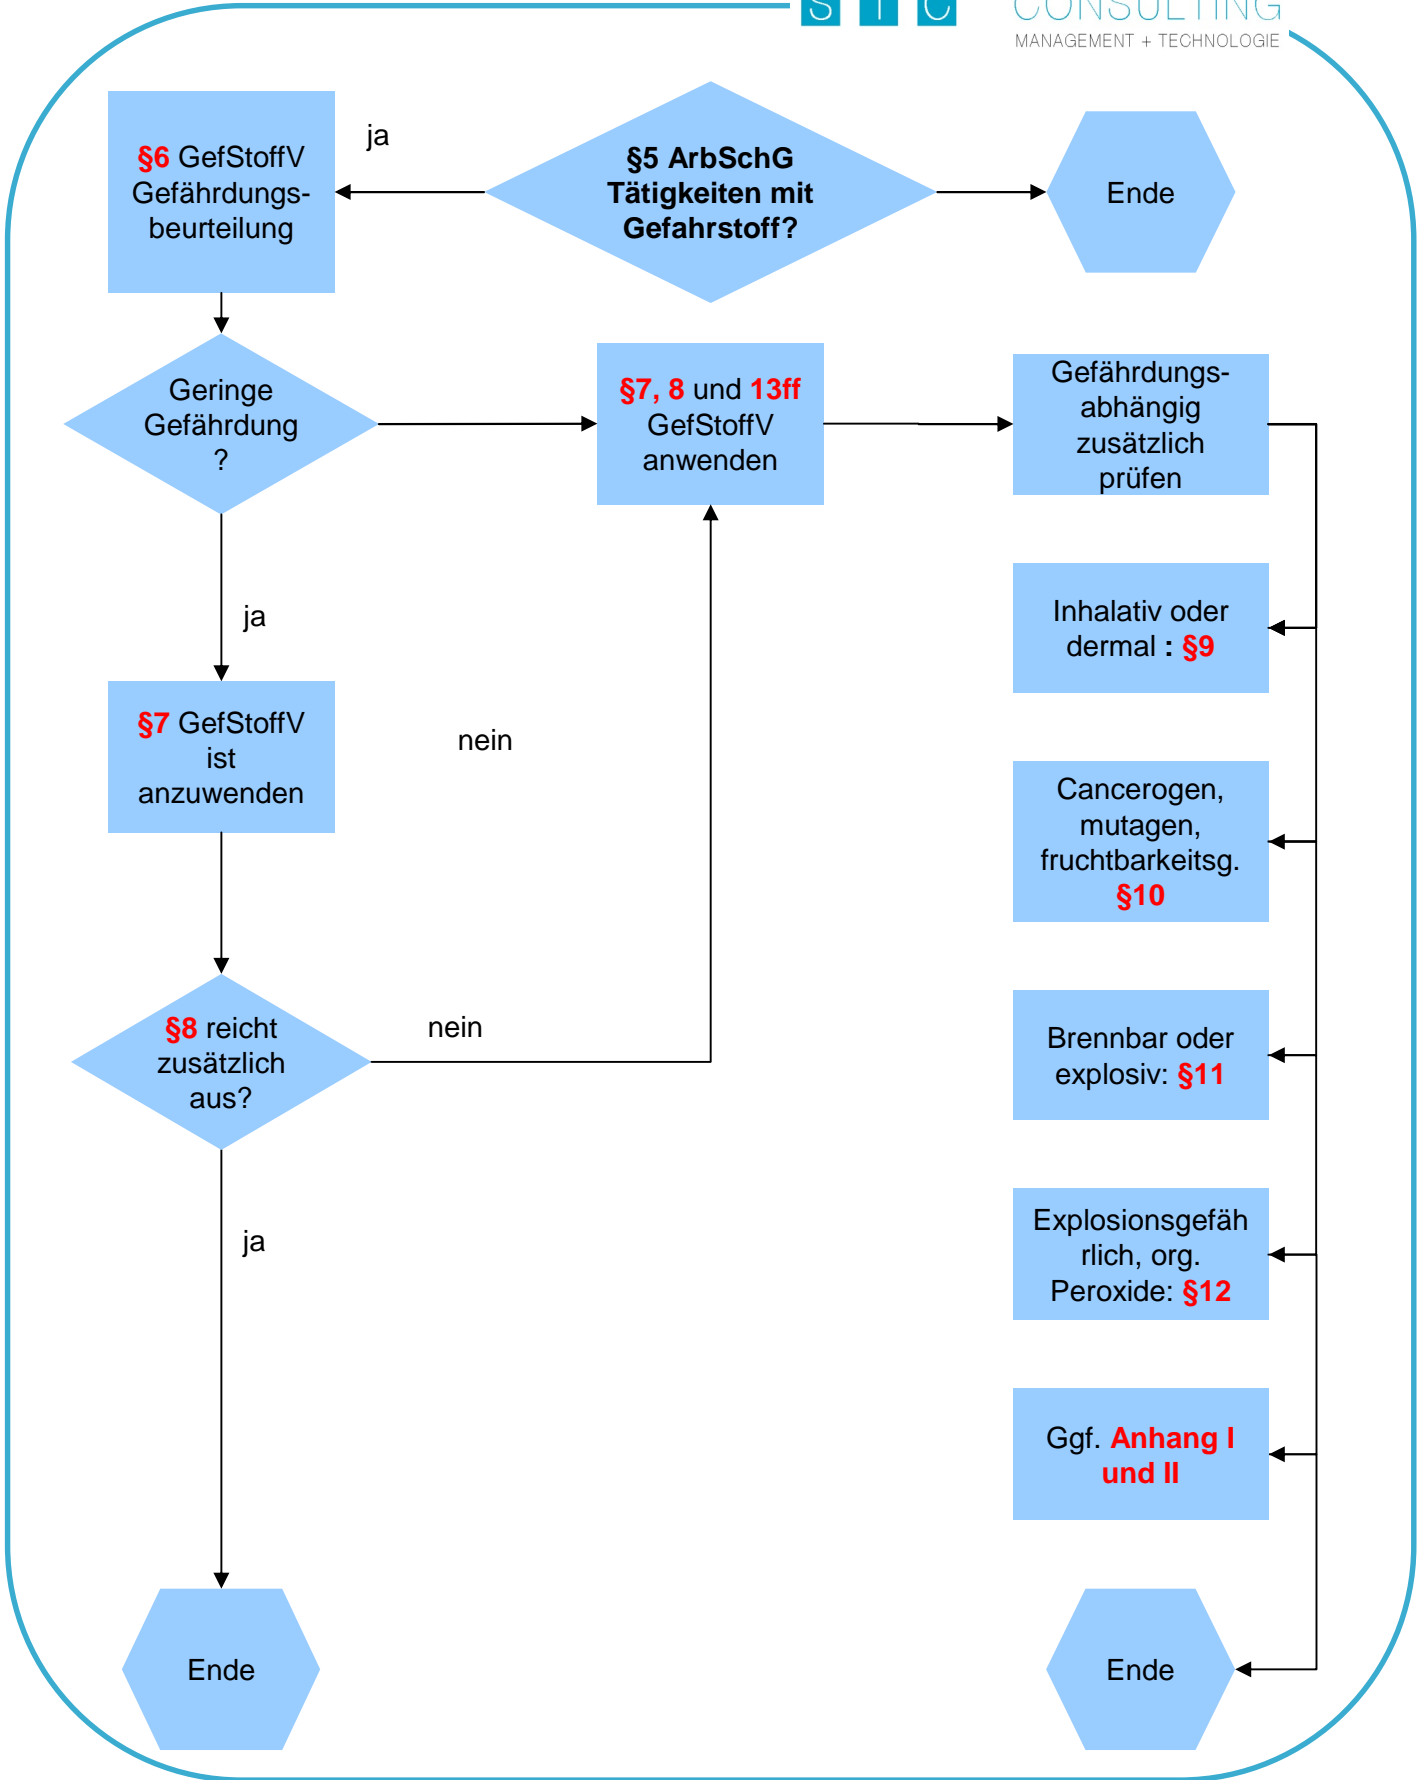 S T C CONSULTING
MANAGEMENT + TECHNOLOGIE
§6 GefStoffV
Gefährdungs-
beurteilung
ja
§5 ArbSchG
Tätigkeiten mit
Gefahrstoff?
Ende
Geringe
Gefährdung
?
§7, 8 und 13ff
GefStoffV
anwenden
Gefährdungs-
abhängig
zusätzlich
prüfen
ja
Inhalativ oder
dermal : §9
§7 GefStoffV
ist
anzuwenden
nein
Cancerogen,
mutagen,
fruchtbarkeitsg.
§10
§8 reicht
zusätzlich
aus?
nein
Brennbar oder
explosiv: §11
ja
Explosionsgefäh
rlich, org.
Peroxide: §12
Ggf. Anhang I
und II
Ende
Ende